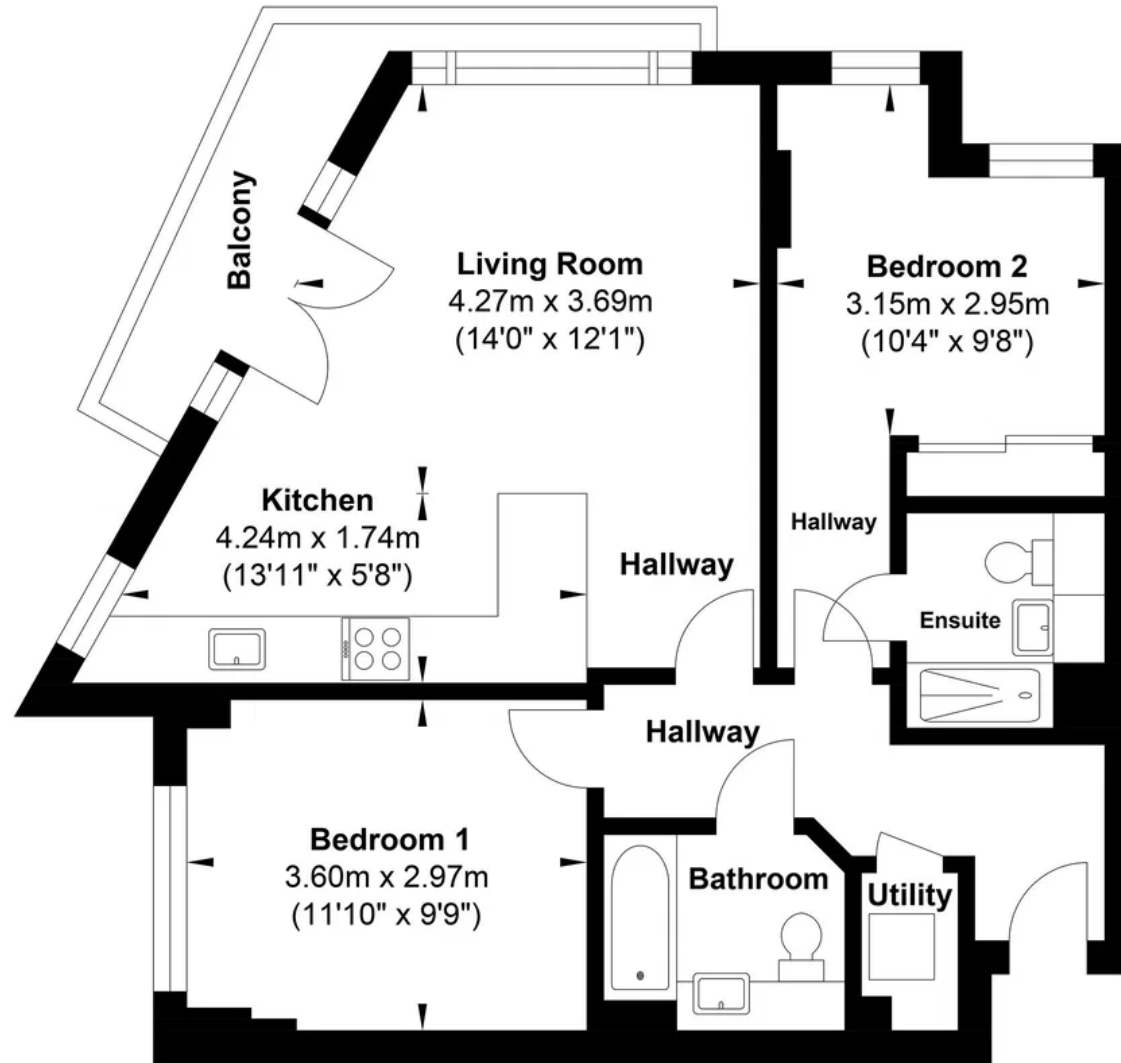 Balcony
Living Room
4.27m x 3.69m
(14'0" x 12'1")
Bedroom 2
3.15m x 2.95m
(10'4" x 9'8")
Kitchen
4.24m x 1.74m
(13'11" x 5'8")
Hallway
Hallway
Ensuite
Hallway
Bedroom 1
3.60m x 2.97m
(11'10" x 9'9")
Bathroom
Utility